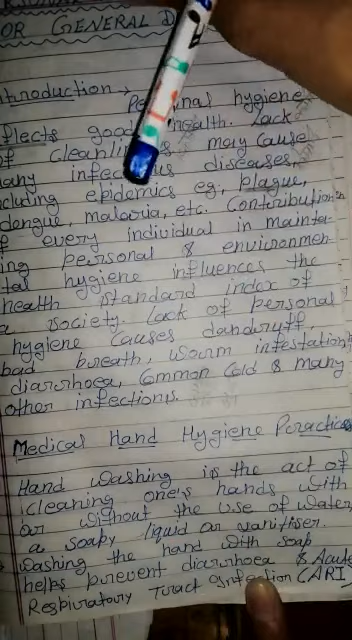 OR GENERAL D
Introduction →
Personal hygiene
flects good health. Lack
of cleanliness may cause
many infectious diseases,
cluding epidemics eg., plague,
dengue, malaria, etc. Contribution
of every individual in mainta-
ing personal & environmen-
tal hygiene influences the
health standard index of
a society. Lack of personal
hygiene causes dandruff,
bad breath, worm infestation,
diarrhoea, Common Cold & many
other infections.
Medical Hand Hygiene Practice
Hand washing is the act of
cleaning one's hands with
or without the use of water
a soapy liquid or sanitiser.
Washing the hand with soap
helps prevent diarrhoea & Acute
Respiratory Tract Infection (ARI)